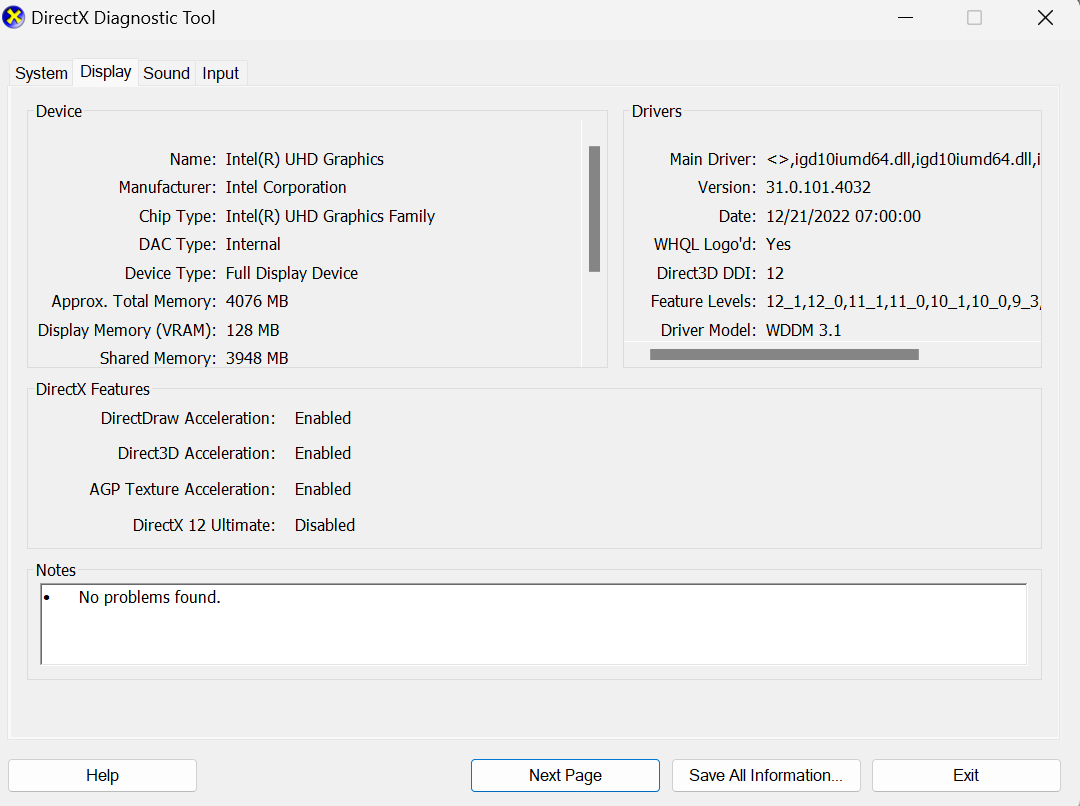 DirectX Diagnostic Tool
System Display Sound Input
Device
Name: Intel(R) UHD Graphics
Manufacturer: Intel Corporation
Chip Type: Intel(R) UHD Graphics Family
DAC Type: Internal
Device Type: Full Display Device
Approx. Total Memory: 4076 MB
Display Memory (VRAM): 128 MB
Shared Memory: 3948 MB
Drivers
Main Driver: <>,igd10iumd64.dll,igd10iumd64.dll,i
Version: 31.0.101.4032
Date: 12/21/2022 07:00:00
WHQL Logo'd: Yes
Direct3D DDI: 12
Feature Levels: 12_1,12_0,11_1,11_0,10_1,10_0,9_3,
Driver Model: WDDM 3.1
DirectX Features
DirectDraw Acceleration: Enabled
Direct3D Acceleration: Enabled
AGP Texture Acceleration: Enabled
DirectX 12 Ultimate: Disabled
Notes
• No problems found.
Help Next Page Save All Information... Exit